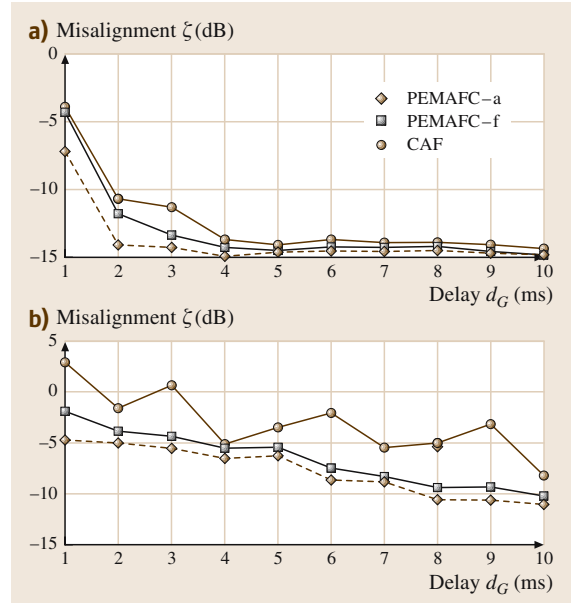 a) Misalignment ζ (dB)
0
−5
−10
−15
PEMAFC–a
PEMAFC–f
CAF
1 2 3 4 5 6 7 8 9 10
Delay d_G (ms)
b) Misalignment ζ (dB)
5
0
−5
−10
−15
1 2 3 4 5 6 7 8 9 10
Delay d_G (ms)